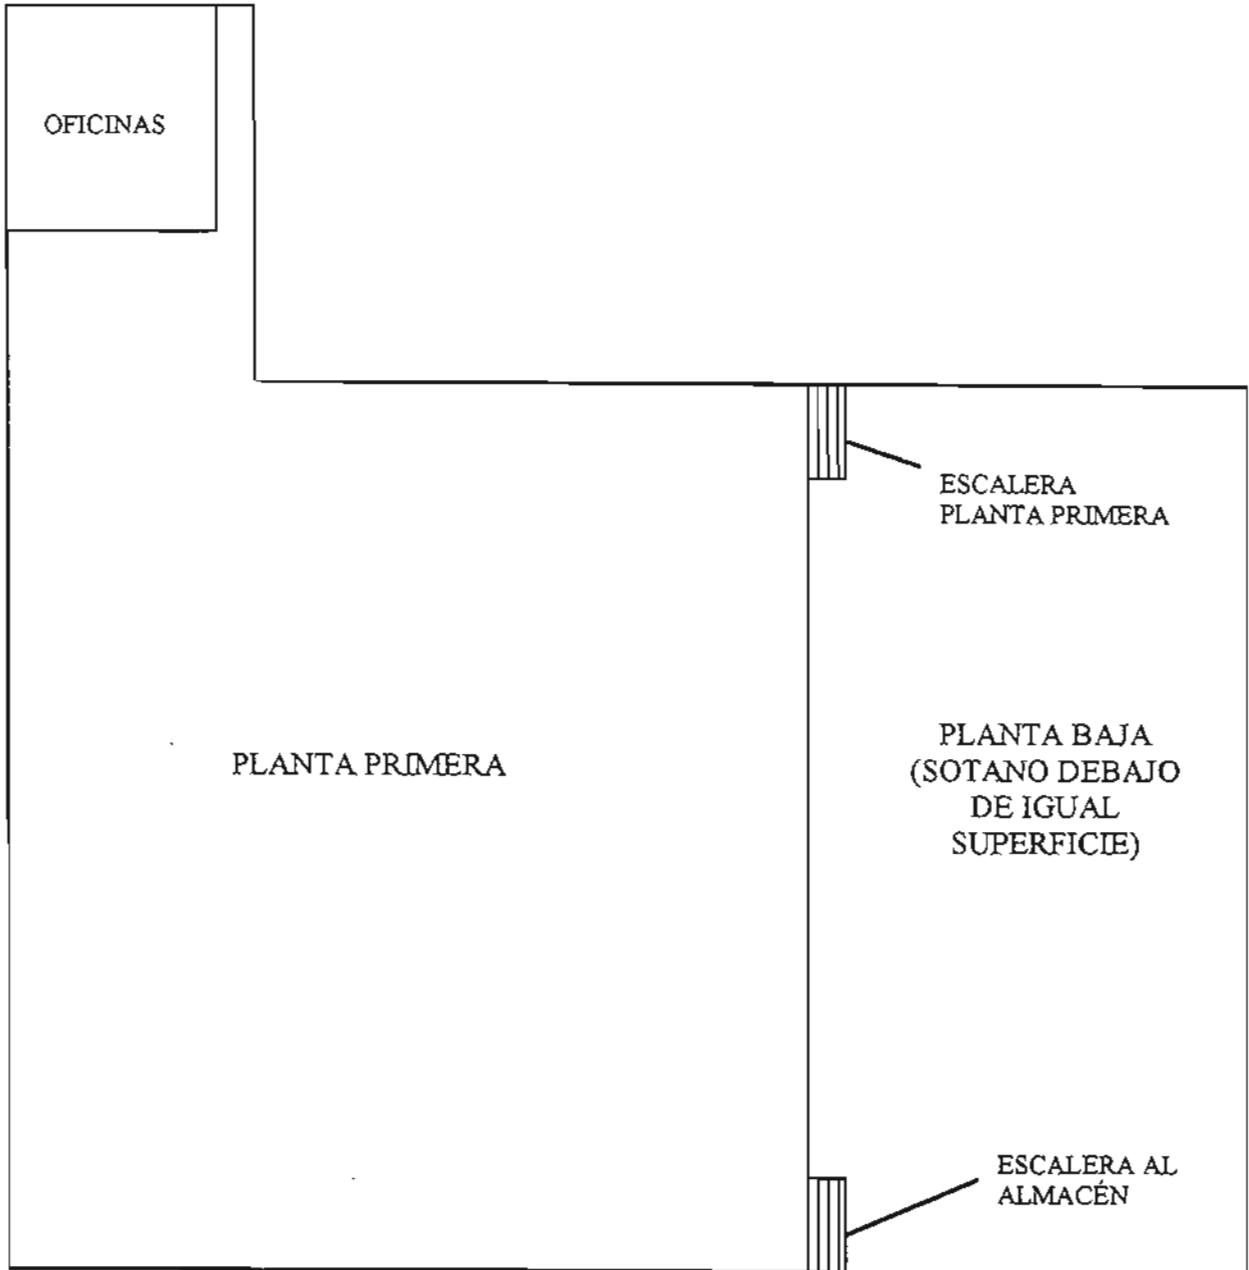 OFICINAS
ESCALERA
PLANTA PRIMERA
PLANTA PRIMERA
PLANTA BAJA
(SOTANO DEBAJO
DE IGUAL
SUPERFICIE)
ESCALERA AL
ALMACÉN